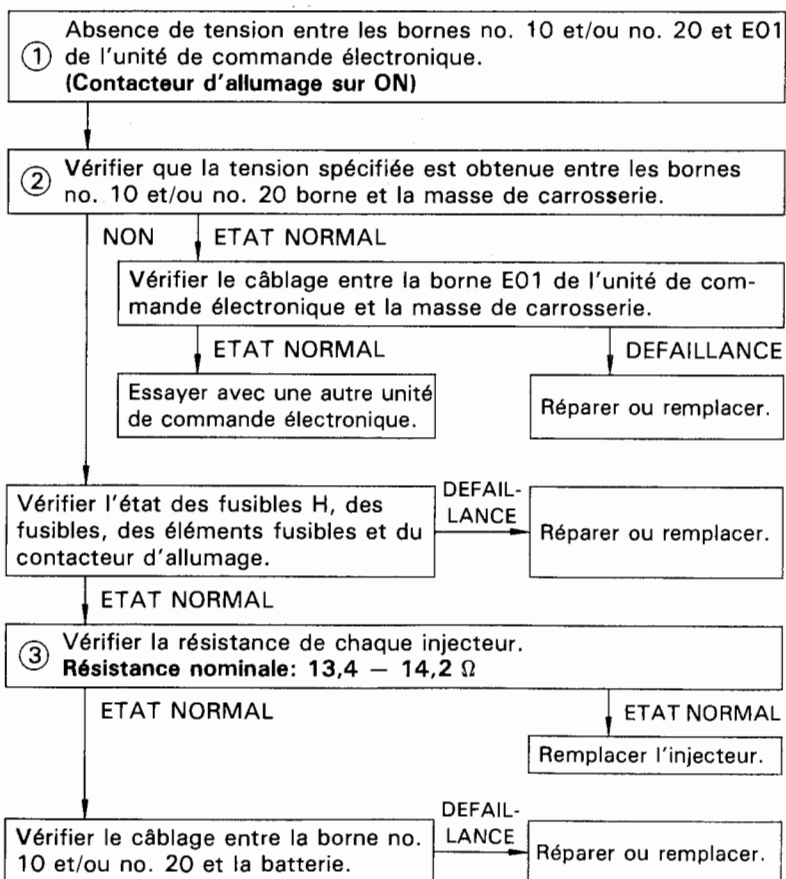 Absence de tension entre les bornes no. 10 et/ou no. 20 et E01
① de l'unité de commande électronique.
(Contacteur d'allumage sur ON)
② Vérifier que la tension spécifiée est obtenue entre les bornes
no. 10 et/ou no. 20 borne et la masse de carrosserie.
NON
ETAT NORMAL
Vérifier le câblage entre la borne E01 de l'unité de com-
mande électronique et la masse de carrosserie.
ETAT NORMAL
DEFAILLANCE
Essayer avec une autre unité
de commande électronique.
Réparer ou remplacer.
Vérifier l'état des fusibles H, des
fusibles, des éléments fusibles et du
contacteur d'allumage.
DEFAIL-
LANCE
Réparer ou remplacer.
ETAT NORMAL
③ Vérifier la résistance de chaque injecteur.
Résistance nominale: 13,4 — 14,2 Ω
ETAT NORMAL
ETAT NORMAL
Remplacer l'injecteur.
Vérifier le câblage entre la borne no.
10 et/ou no. 20 et la batterie.
DEFAIL-
LANCE
Réparer ou remplacer.